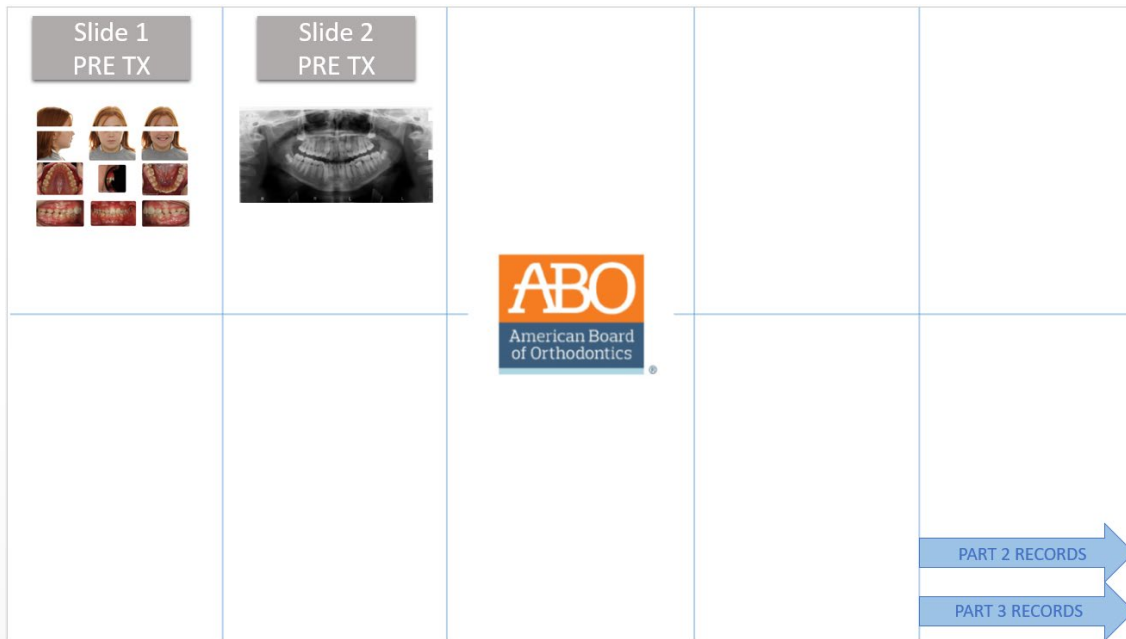 Slide 1
PRE TX
Slide 2
PRE TX
ABO
American Board
of Orthodontics
®
PART 2 RECORDS
PART 3 RECORDS